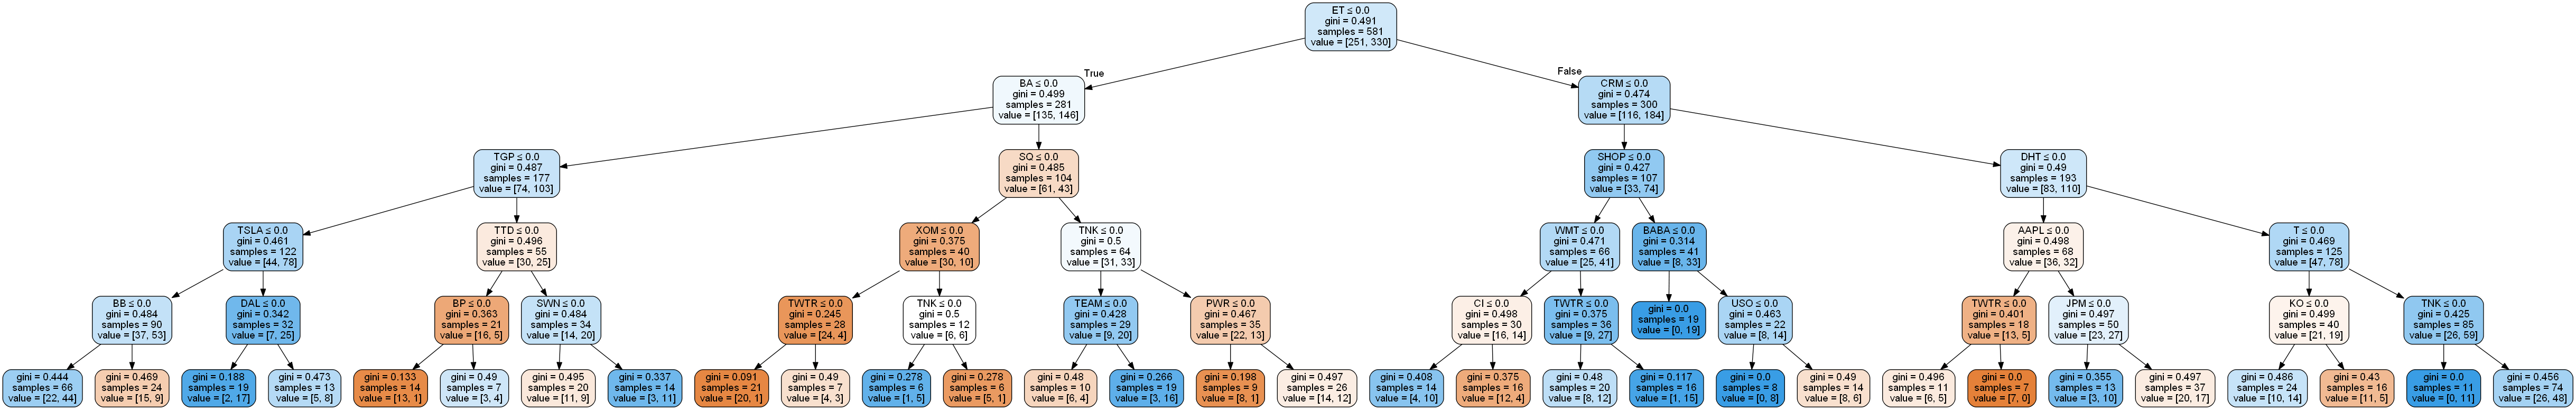 ET ≤ 0.0
gini = 0.491
samples = 581
value = [251, 330]
True
False
BA ≤ 0.0
gini = 0.499
samples = 281
value = [135, 146]
CRM ≤ 0.0
gini = 0.474
samples = 300
value = [116, 184]
TGP ≤ 0.0
gini = 0.487
samples = 177
value = [74, 103]
SQ ≤ 0.0
gini = 0.485
samples = 104
value = [61, 43]
SHOP ≤ 0.0
gini = 0.427
samples = 107
value = [33, 74]
DHT ≤ 0.0
gini = 0.49
samples = 193
value = [83, 110]
TSLA ≤ 0.0
gini = 0.461
samples = 122
value = [44, 78]
TTD ≤ 0.0
gini = 0.496
samples = 55
value = [30, 25]
XOM ≤ 0.0
gini = 0.375
samples = 40
value = [30, 10]
TNK ≤ 0.0
gini = 0.5
samples = 64
value = [31, 33]
WMT ≤ 0.0
gini = 0.471
samples = 66
value = [25, 41]
BABA ≤ 0.0
gini = 0.314
samples = 41
value = [8, 33]
AAPL ≤ 0.0
gini = 0.498
samples = 68
value = [36, 32]
T ≤ 0.0
gini = 0.469
samples = 125
value = [47, 78]
BB ≤ 0.0
gini = 0.484
samples = 90
value = [37, 53]
DAL ≤ 0.0
gini = 0.342
samples = 32
value = [7, 25]
BP ≤ 0.0
gini = 0.363
samples = 21
value = [16, 5]
SWN ≤ 0.0
gini = 0.484
samples = 34
value = [14, 20]
TWTR ≤ 0.0
gini = 0.245
samples = 28
value = [24, 4]
TNK ≤ 0.0
gini = 0.5
samples = 12
value = [6, 6]
TEAM ≤ 0.0
gini = 0.428
samples = 29
value = [9, 20]
PWR ≤ 0.0
gini = 0.467
samples = 35
value = [22, 13]
CI ≤ 0.0
gini = 0.498
samples = 30
value = [16, 14]
TWTR ≤ 0.0
gini = 0.375
samples = 36
value = [9, 27]
gini = 0.0
samples = 19
value = [0, 19]
USO ≤ 0.0
gini = 0.463
samples = 22
value = [8, 14]
TWTR ≤ 0.0
gini = 0.401
samples = 18
value = [13, 5]
JPM ≤ 0.0
gini = 0.497
samples = 50
value = [23, 27]
KO ≤ 0.0
gini = 0.499
samples = 40
value = [21, 19]
TNK ≤ 0.0
gini = 0.425
samples = 85
value = [26, 59]
gini = 0.444
samples = 66
value = [22, 44]
gini = 0.469
samples = 24
value = [15, 9]
gini = 0.188
samples = 19
value = [2, 17]
gini = 0.473
samples = 13
value = [5, 8]
gini = 0.133
samples = 14
value = [13, 1]
gini = 0.49
samples = 7
value = [3, 4]
gini = 0.495
samples = 20
value = [11, 9]
gini = 0.337
samples = 14
value = [3, 11]
gini = 0.091
samples = 21
value = [20, 1]
gini = 0.49
samples = 7
value = [4, 3]
gini = 0.278
samples = 6
value = [1, 5]
gini = 0.278
samples = 6
value = [5, 1]
gini = 0.48
samples = 10
value = [6, 4]
gini = 0.266
samples = 19
value = [3, 16]
gini = 0.198
samples = 9
value = [8, 1]
gini = 0.497
samples = 26
value = [14, 12]
gini = 0.408
samples = 14
value = [4, 10]
gini = 0.375
samples = 16
value = [12, 4]
gini = 0.48
samples = 20
value = [8, 12]
gini = 0.117
samples = 16
value = [1, 15]
gini = 0.0
samples = 8
value = [0, 8]
gini = 0.49
samples = 14
value = [8, 6]
gini = 0.496
samples = 11
value = [6, 5]
gini = 0.0
samples = 7
value = [7, 0]
gini = 0.355
samples = 13
value = [3, 10]
gini = 0.497
samples = 37
value = [20, 17]
gini = 0.486
samples = 24
value = [10, 14]
gini = 0.43
samples = 16
value = [11, 5]
gini = 0.0
samples = 11
value = [0, 11]
gini = 0.456
samples = 74
value = [26, 48]